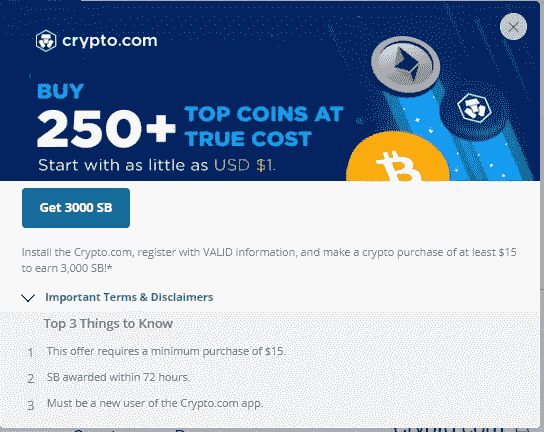 crypto.com
BUY
250+ TOP COINS AT
TRUE COST
Start with as little as USD $1.
Get 3000 SB
Install the Crypto.com, register with VALID information, and make a crypto purchase of at least $15
to earn 3,000 SB!*
Important Terms & Disclaimers
Top 3 Things to Know
1 This offer requires a minimum purchase of $15.
2 SB awarded within 72 hours.
3 Must be a new user of the Crypto.com app.